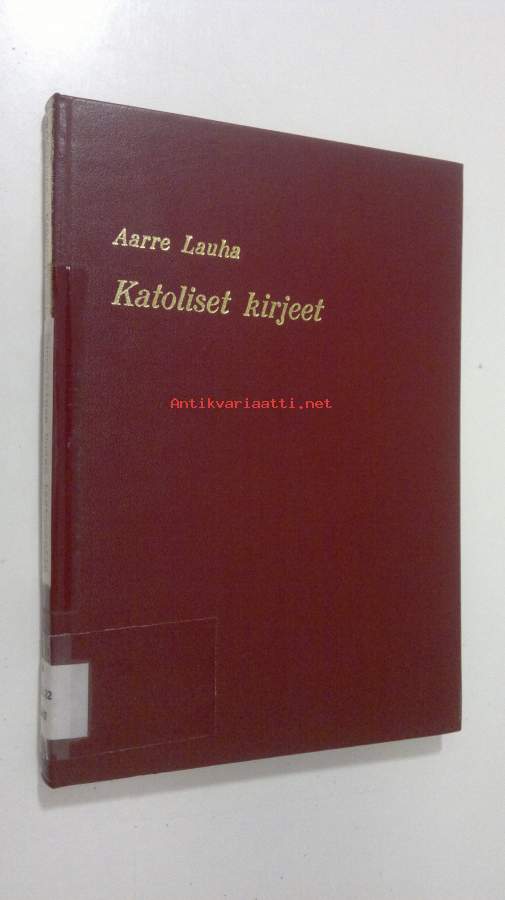 Aarre Lauha
Katoliset kirjeet
Antikvariaatti.net